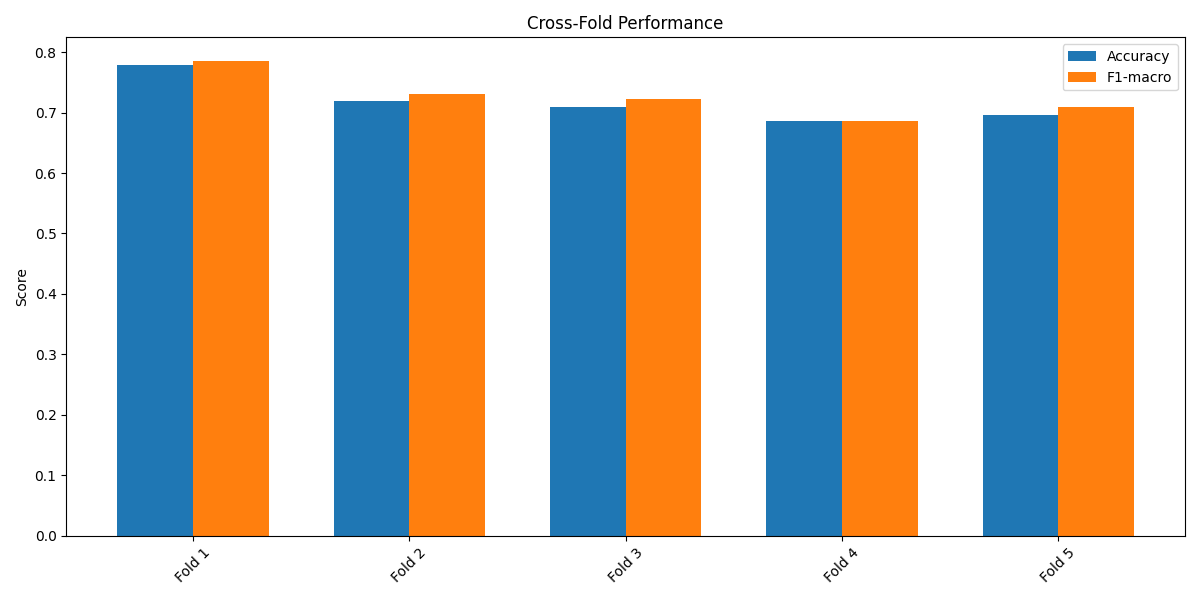 Cross-Fold Performance
Accuracy
F1-macro
Score
0.8
0.7
0.6
0.5
0.4
0.3
0.2
0.1
0.0
Fold 1
Fold 2
Fold 3
Fold 4
Fold 5